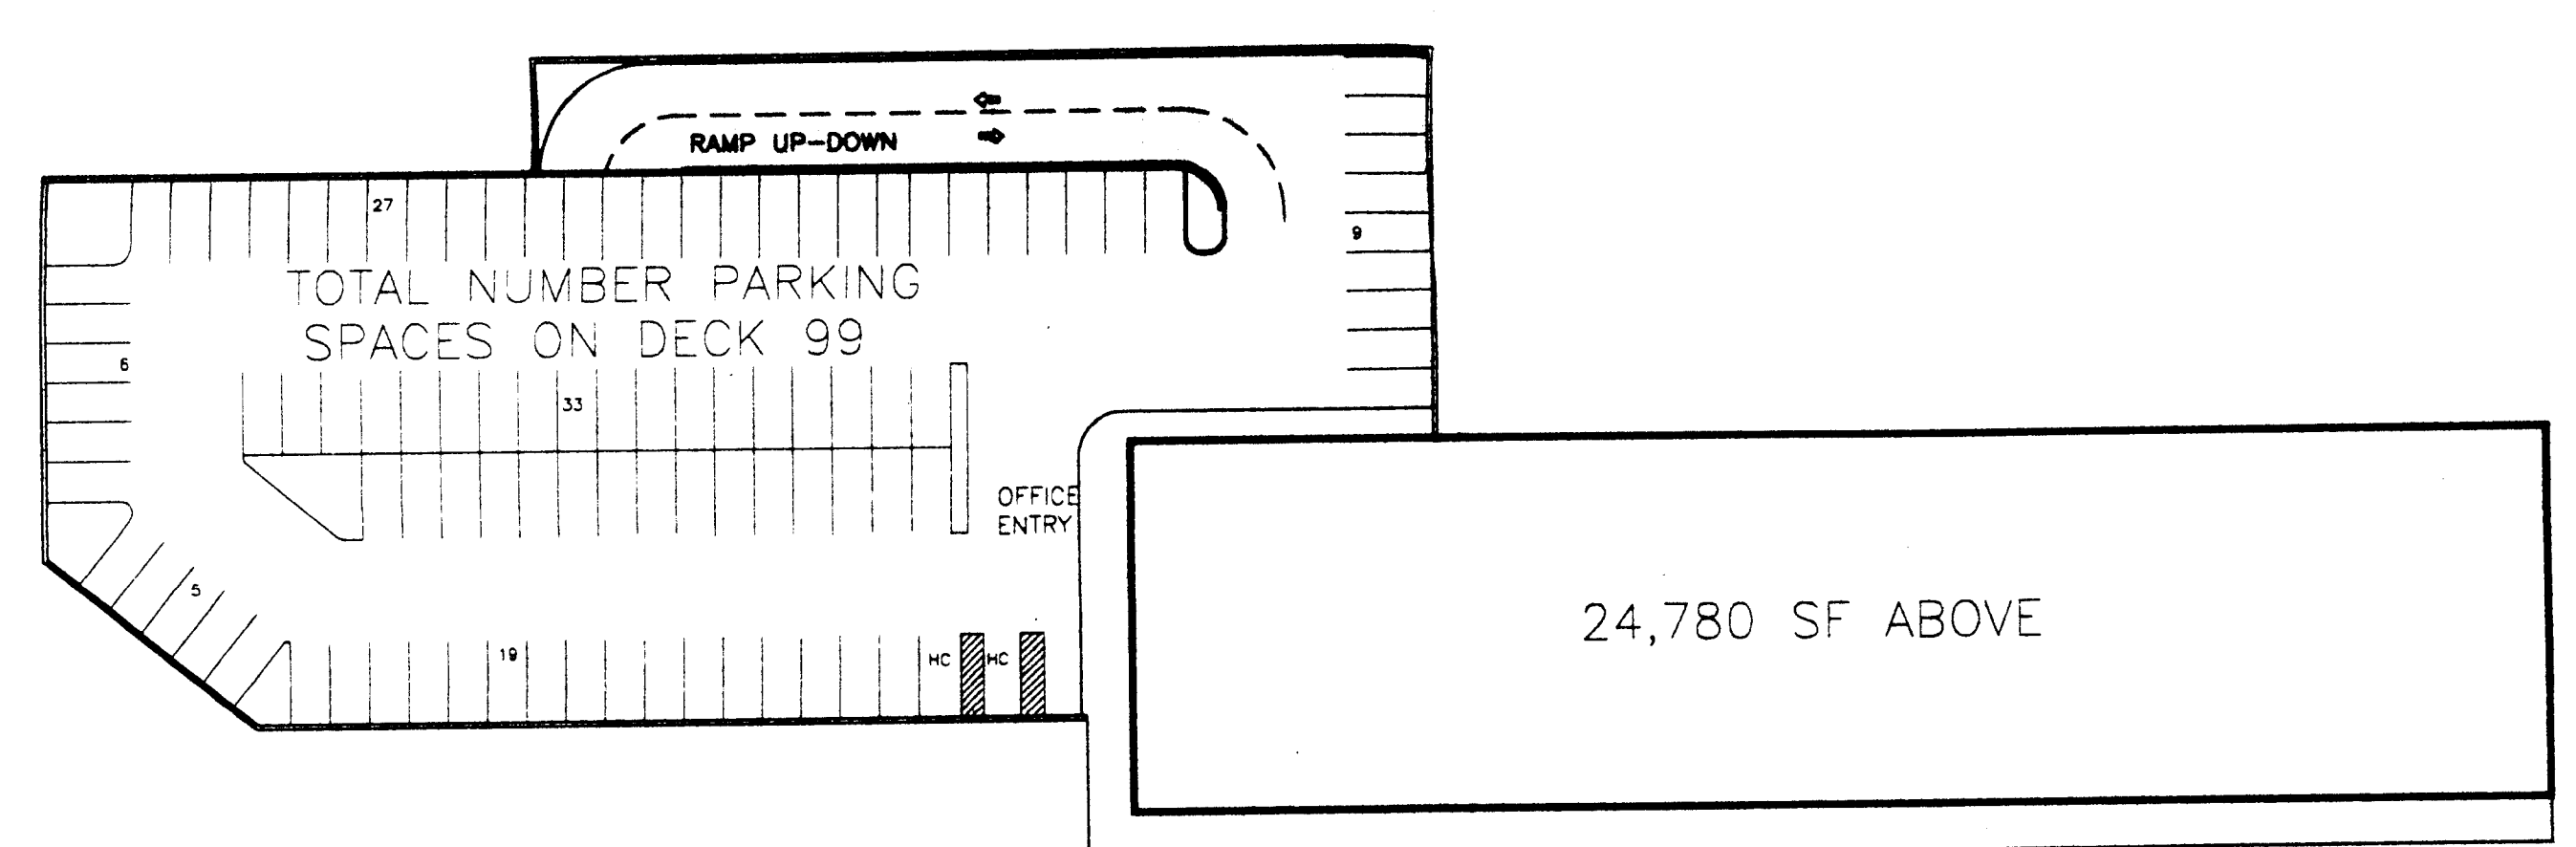 RAMP UP-DOWN
27
9
TOTAL NUMBER PARKING
SPACES ON DECK 99
6
33
OFFICE
ENTRY
5
24,780 SF ABOVE
19
HC
HC